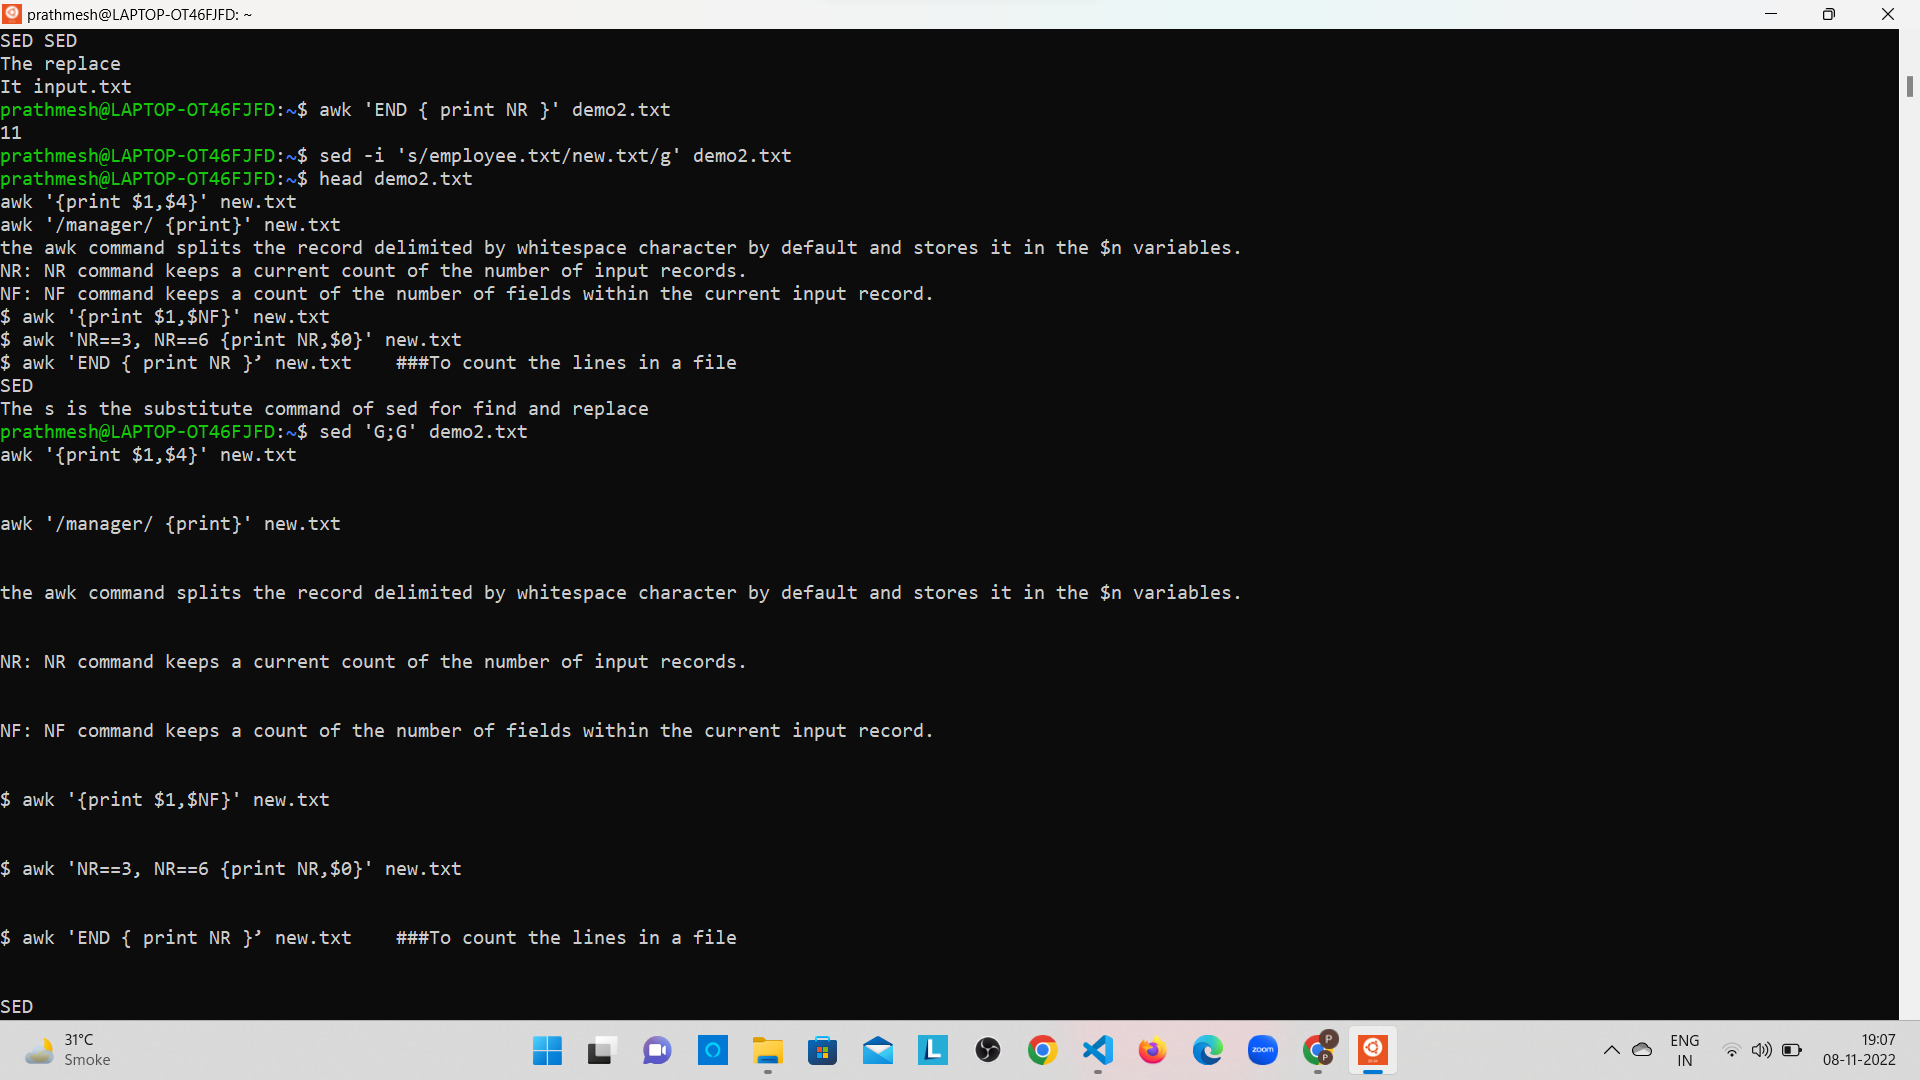 prathmesh@LAPTOP-OT46FJFD: ~
SED SED
The replace
It input.txt
prathmesh@LAPTOP-OT46FJFD:~$ awk 'END { print NR }' demo2.txt
11
prathmesh@LAPTOP-OT46FJFD:~$ sed -i 's/employee.txt/new.txt/g' demo2.txt
prathmesh@LAPTOP-OT46FJFD:~$ head demo2.txt
awk '{print $1,$4}' new.txt
awk '/manager/ {print}' new.txt
the awk command splits the record delimited by whitespace character by default and stores it in the $n variables.
NR: NR command keeps a current count of the number of input records.
NF: NF command keeps a count of the number of fields within the current input record.
$ awk '{print $1,$NF}' new.txt
$ awk 'NR==3, NR==6 {print NR,$0}' new.txt
$ awk 'END { print NR }’ new.txt    ###To count the lines in a file
SED
The s is the substitute command of sed for find and replace
prathmesh@LAPTOP-OT46FJFD:~$ sed 'G;G' demo2.txt
awk '{print $1,$4}' new.txt
awk '/manager/ {print}' new.txt
the awk command splits the record delimited by whitespace character by default and stores it in the $n variables.
NR: NR command keeps a current count of the number of input records.
NF: NF command keeps a count of the number of fields within the current input record.
$ awk '{print $1,$NF}' new.txt
$ awk 'NR==3, NR==6 {print NR,$0}' new.txt
$ awk 'END { print NR }’ new.txt    ###To count the lines in a file
SED
31°C
Smoke
L
zoom
P
P
ENG
IN
19:07
08-11-2022